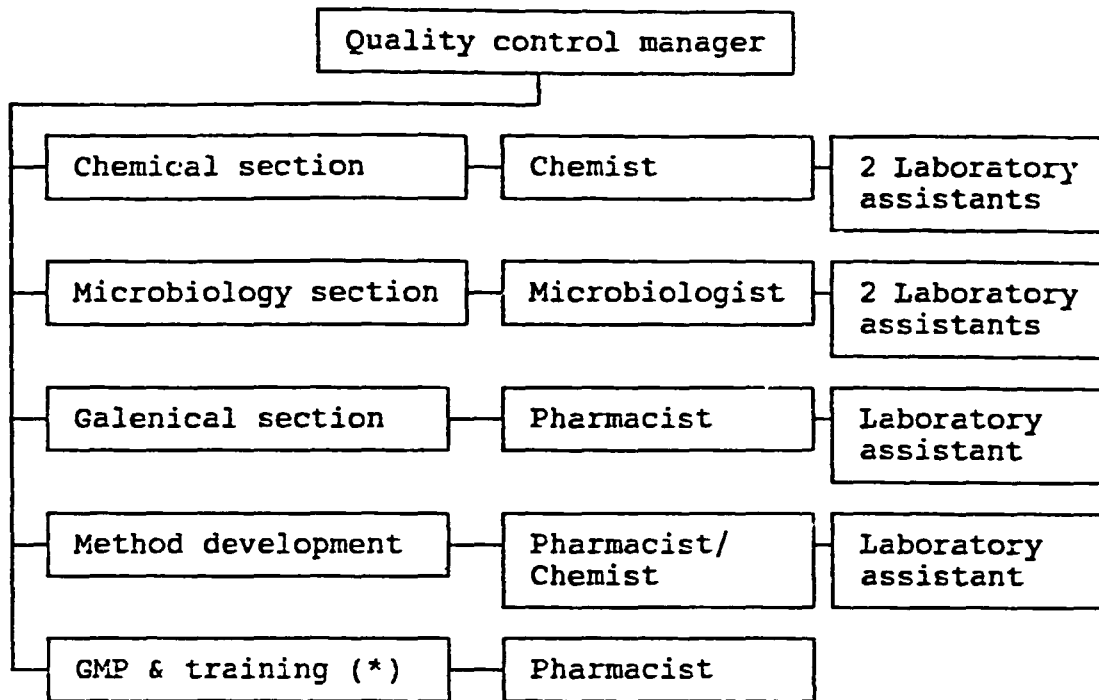 Quality control manager
Chemical section
Chemist
2 Laboratory
assistants
Microbiology section
Microbiologist
2 Laboratory
assistants
Galenical section
Pharmacist
Laboratory
assistant
Method development
Pharmacist/
Chemist
Laboratory
assistant
GMP & training (*)
Pharmacist